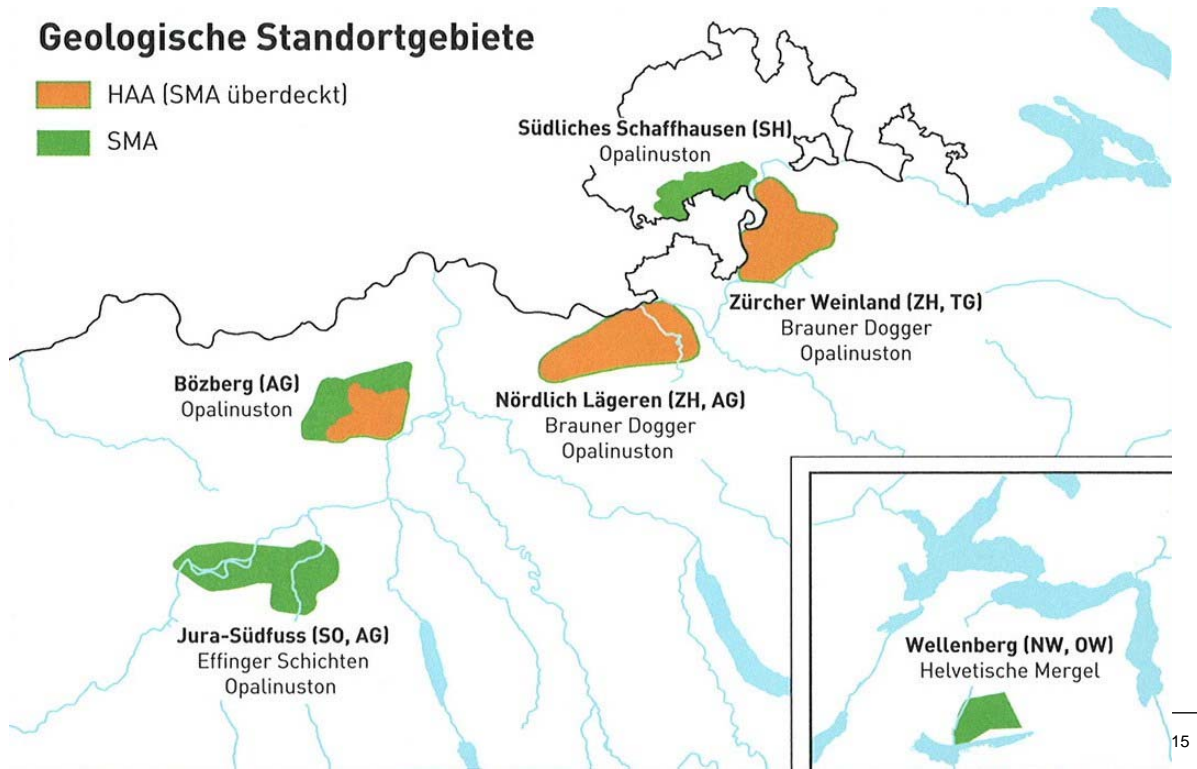 Geologische Standortgebiete
HAA (SMA überdeckt)
SMA
Südliches Schaffhausen (SH)
Opalinuston
Zürcher Weinland (ZH, TG)
Brauner Dogger
Opalinuston
Bözberg (AG)
Opalinuston
Nördlich Lägeren (ZH, AG)
Brauner Dogger
Opalinuston
Jura-Südfuss (SO, AG)
Effinger Schichten
Opalinuston
Wellenberg (NW, OW)
Helvetische Mergel
15